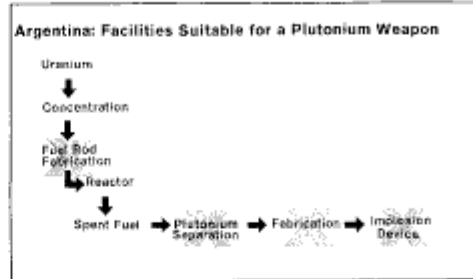 Argentina: Facilities Suitable for a Plutonium Weapon
Uranium
Concentration
Fuel Rod
Fabrication
Reactor
Spent Fuel
Plutonium
Separation
Fabrication
Implosion
Device